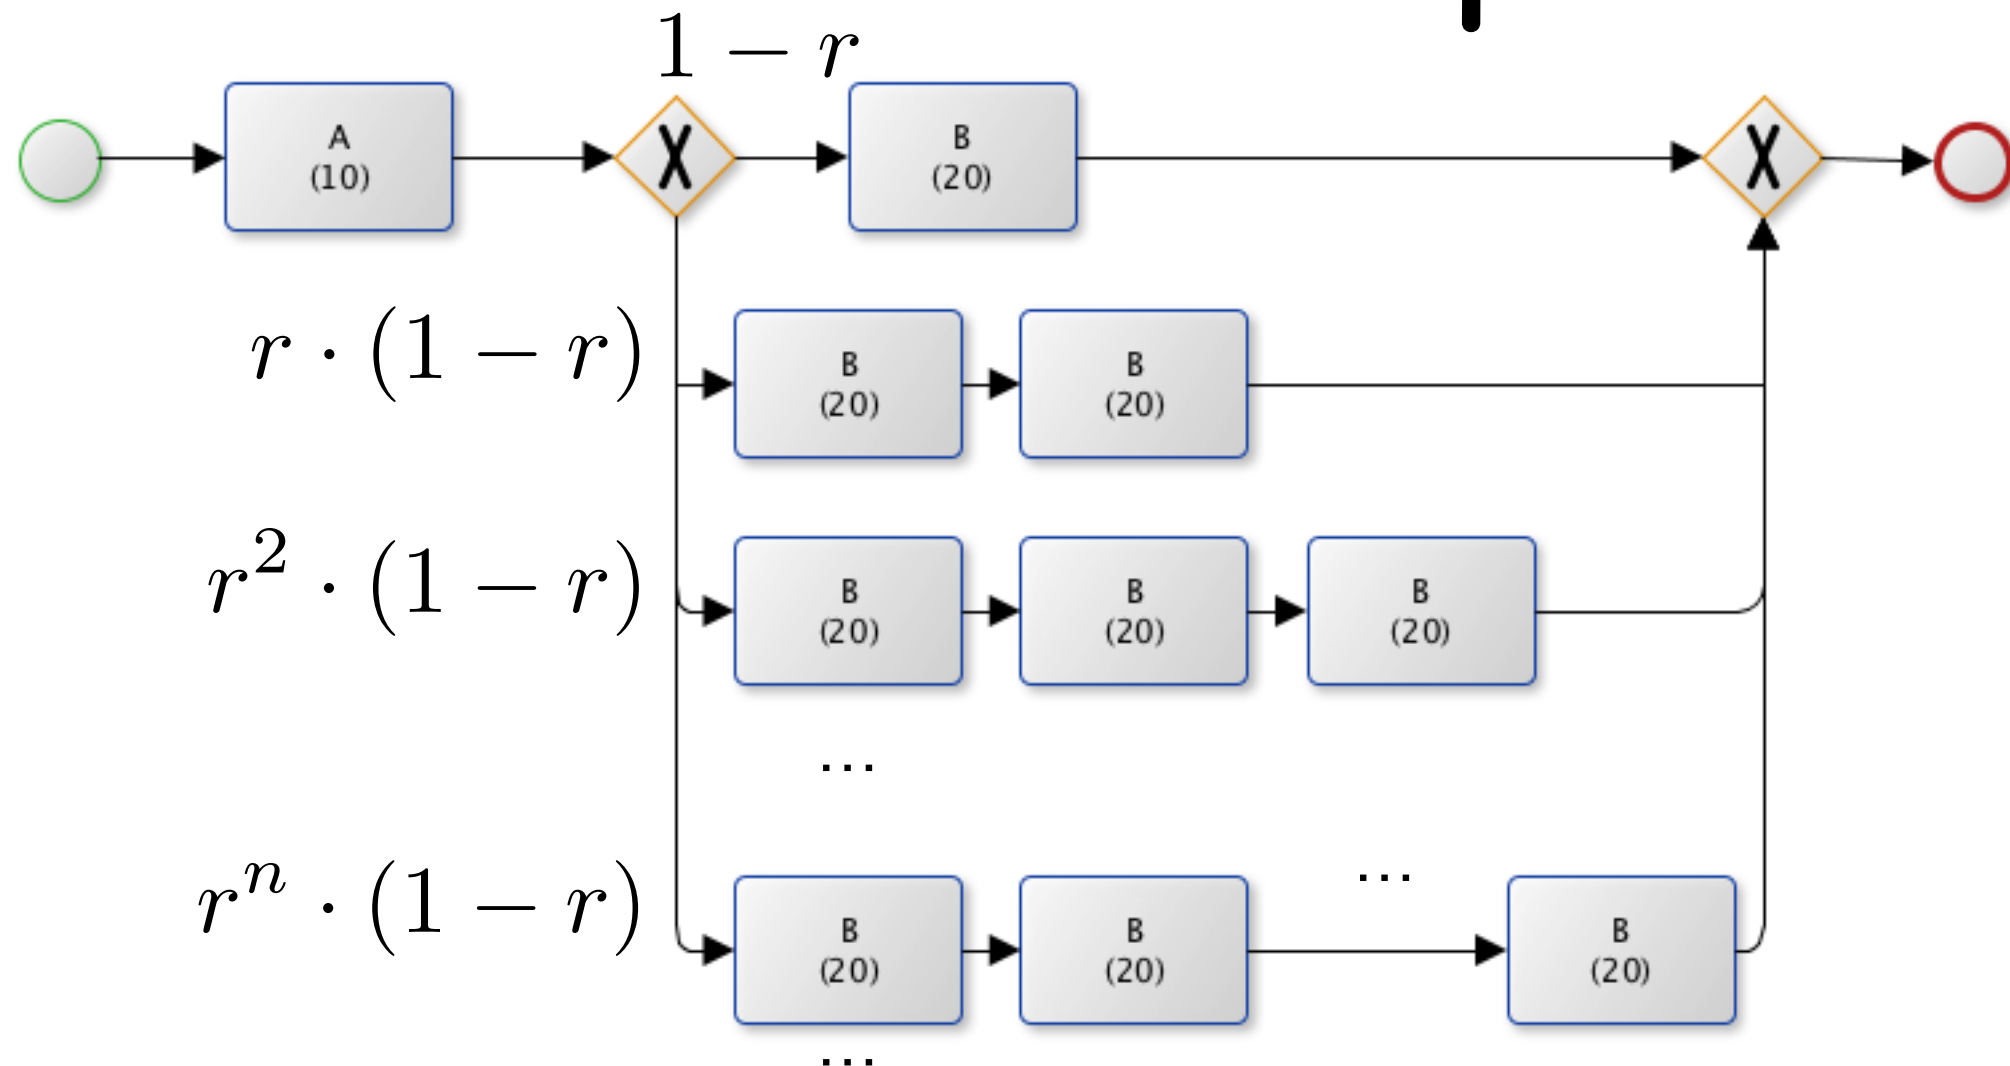 1 − r
A
(10)
X
B
(20)
X
r · (1 − r)
B
(20)
B
(20)
r² · (1 − r)
B
(20)
B
(20)
B
(20)
...
rⁿ · (1 − r)
B
(20)
B
(20)
...
B
(20)
...